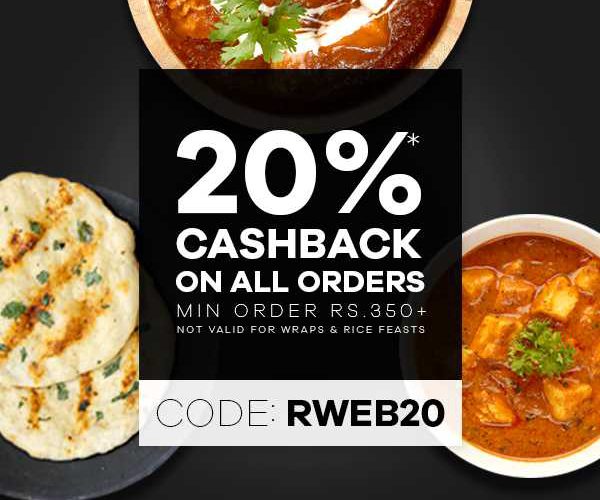 20%*
CASHBACK
ON ALL ORDERS
MIN ORDER RS.350+
NOT VALID FOR WRAPS & RICE FEASTS
CODE: RWEB20